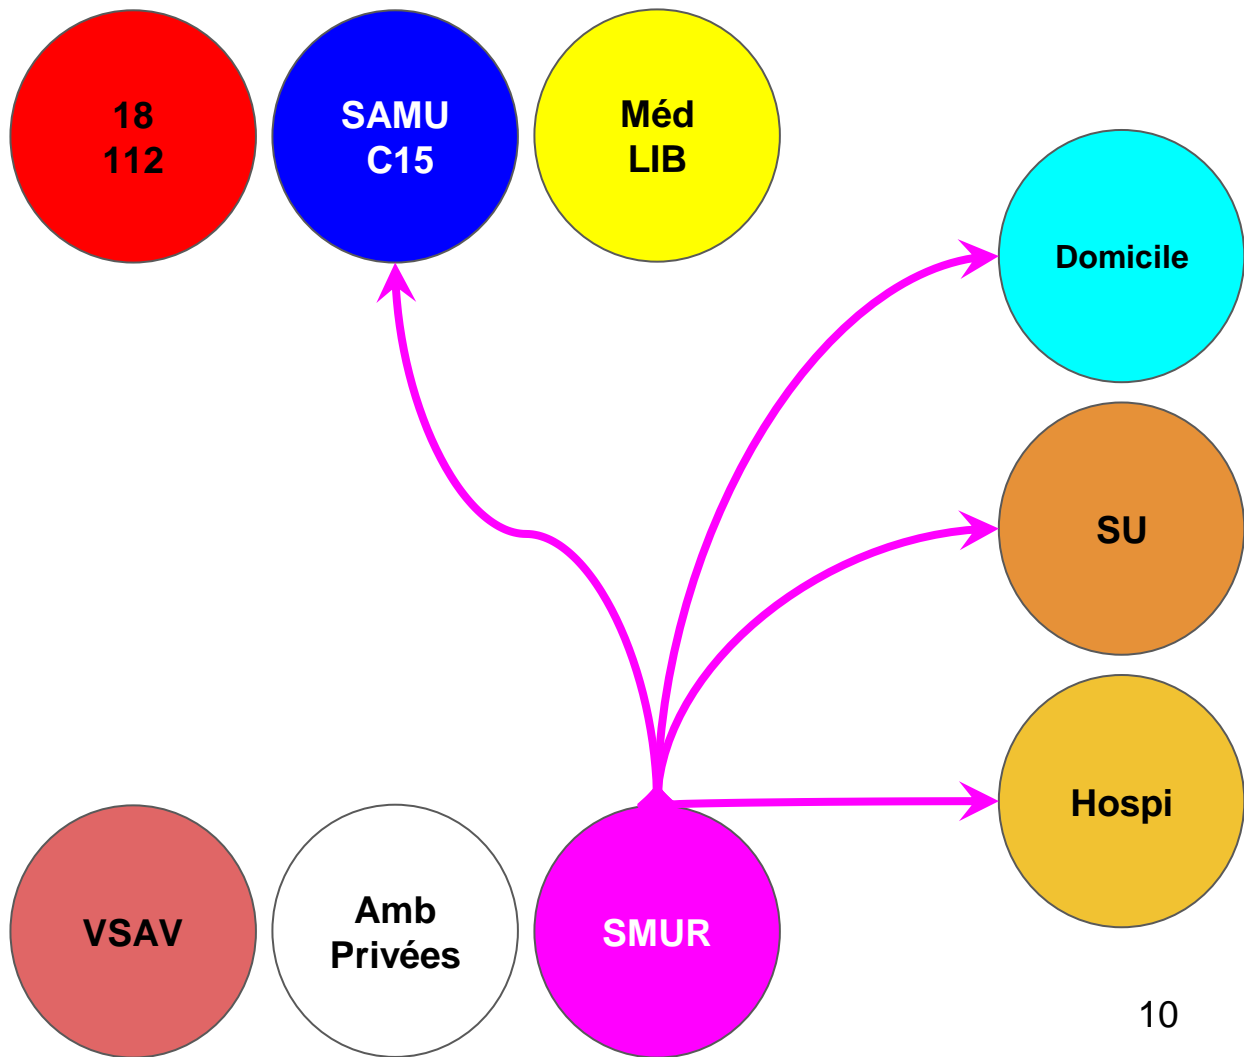 18
112
SAMU
C15
Méd
LIB
Domicile
SU
Hospi
VSAV
Amb
Privées
SMUR
10